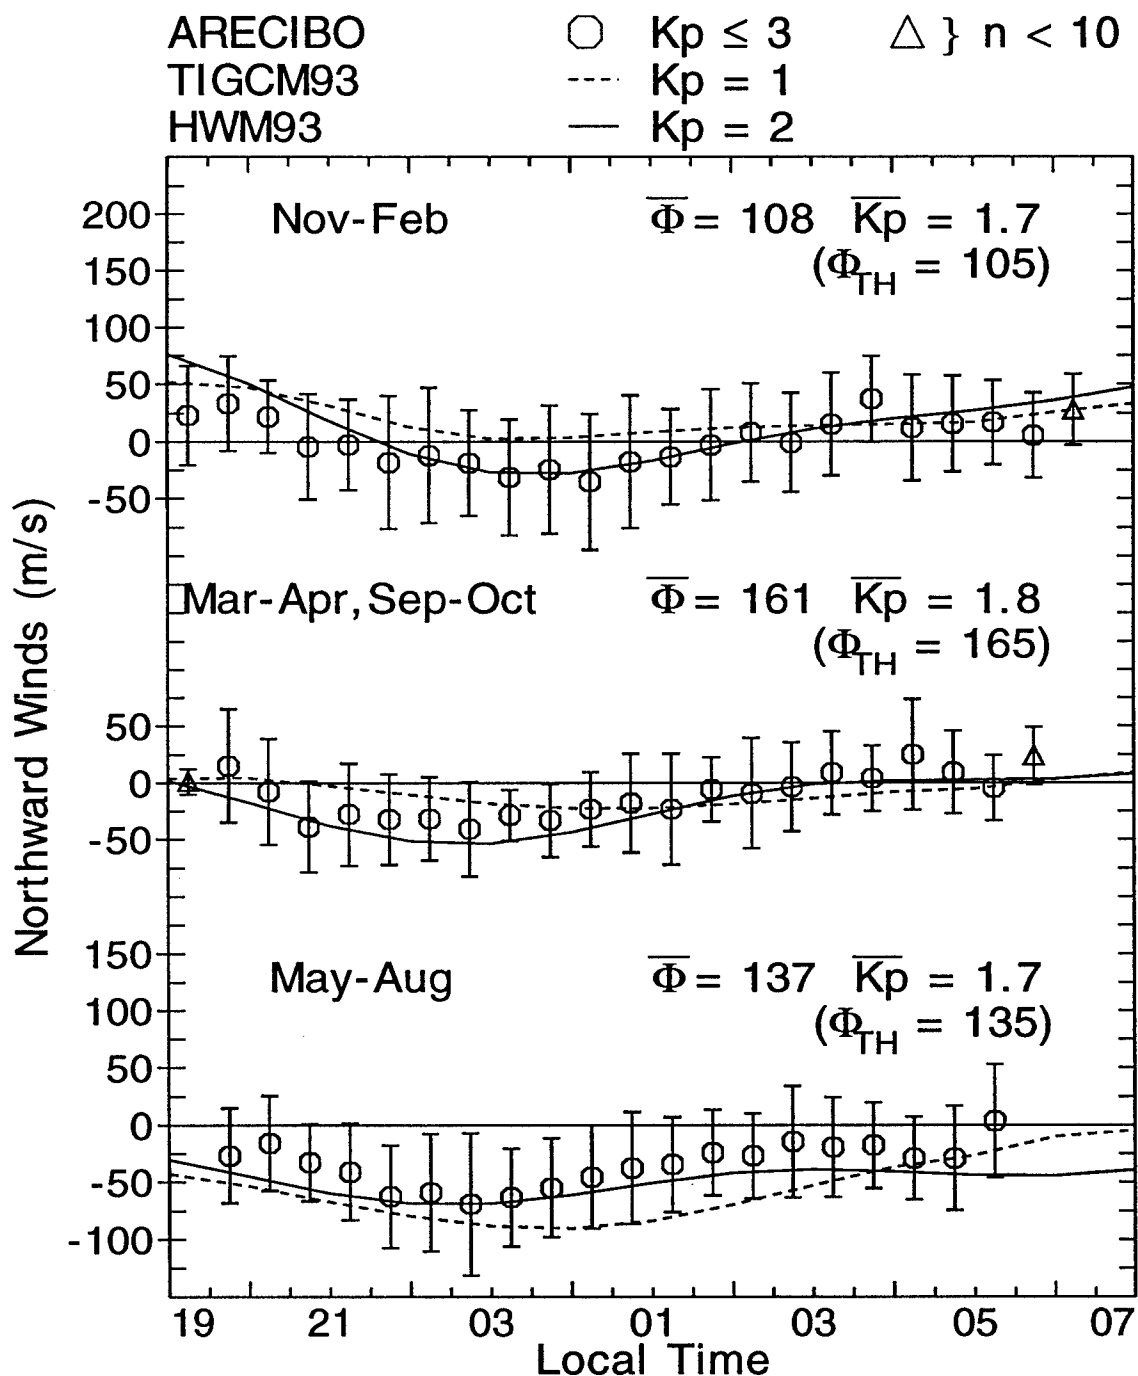 ARECIBO ○ Kp ≤ 3 △ } n < 10
TIGCM93 --- Kp = 1
HWM93 — Kp = 2
Nov-Feb Φ̅ = 108 K̅p̅ = 1.7
(Φ_TH = 105)
200
150
100
50
0
-50
Mar-Apr, Sep-Oct Φ̅ = 161 K̅p̅ = 1.8
(Φ_TH = 165)
50
0
-50
May-Aug Φ̅ = 137 K̅p̅ = 1.7
(Φ_TH = 135)
150
100
50
0
-50
-100
Northward Winds (m/s)
19 21 03 01 03 05 07
Local Time